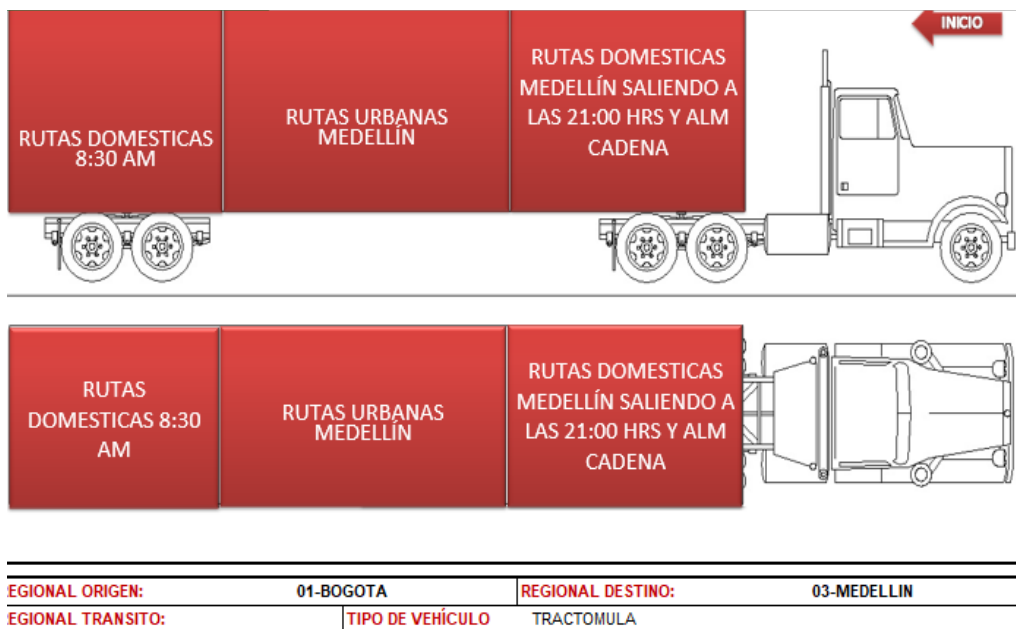 INICIO
RUTAS DOMESTICAS
8:30 AM
RUTAS URBANAS
MEDELLÍN
RUTAS DOMESTICAS
MEDELLÍN SALIENDO A
LAS 21:00 HRS Y ALM
CADENA
RUTAS
DOMESTICAS 8:30
AM
RUTAS URBANAS
MEDELLÍN
RUTAS DOMESTICAS
MEDELLÍN SALIENDO A
LAS 21:00 HRS Y ALM
CADENA
EGIONAL ORIGEN: 01-BOGOTA REGIONAL DESTINO: 03-MEDELLIN
EGIONAL TRANSITO: TIPO DE VEHÍCULO TRACTOMULA